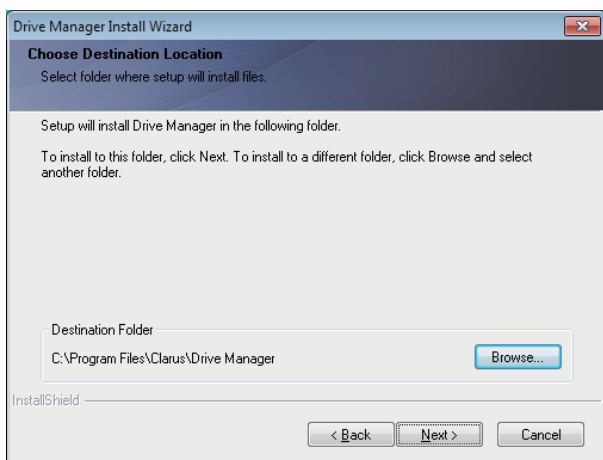 Drive Manager Install Wizard
Choose Destination Location
Select folder where setup will install files.
Setup will install Drive Manager in the following folder.
To install to this folder, click Next. To install to a different folder, click Browse and select
another folder.
Destination Folder
C:\Program Files\Clarus\Drive Manager
Browse...
InstallShield
< Back
Next >
Cancel